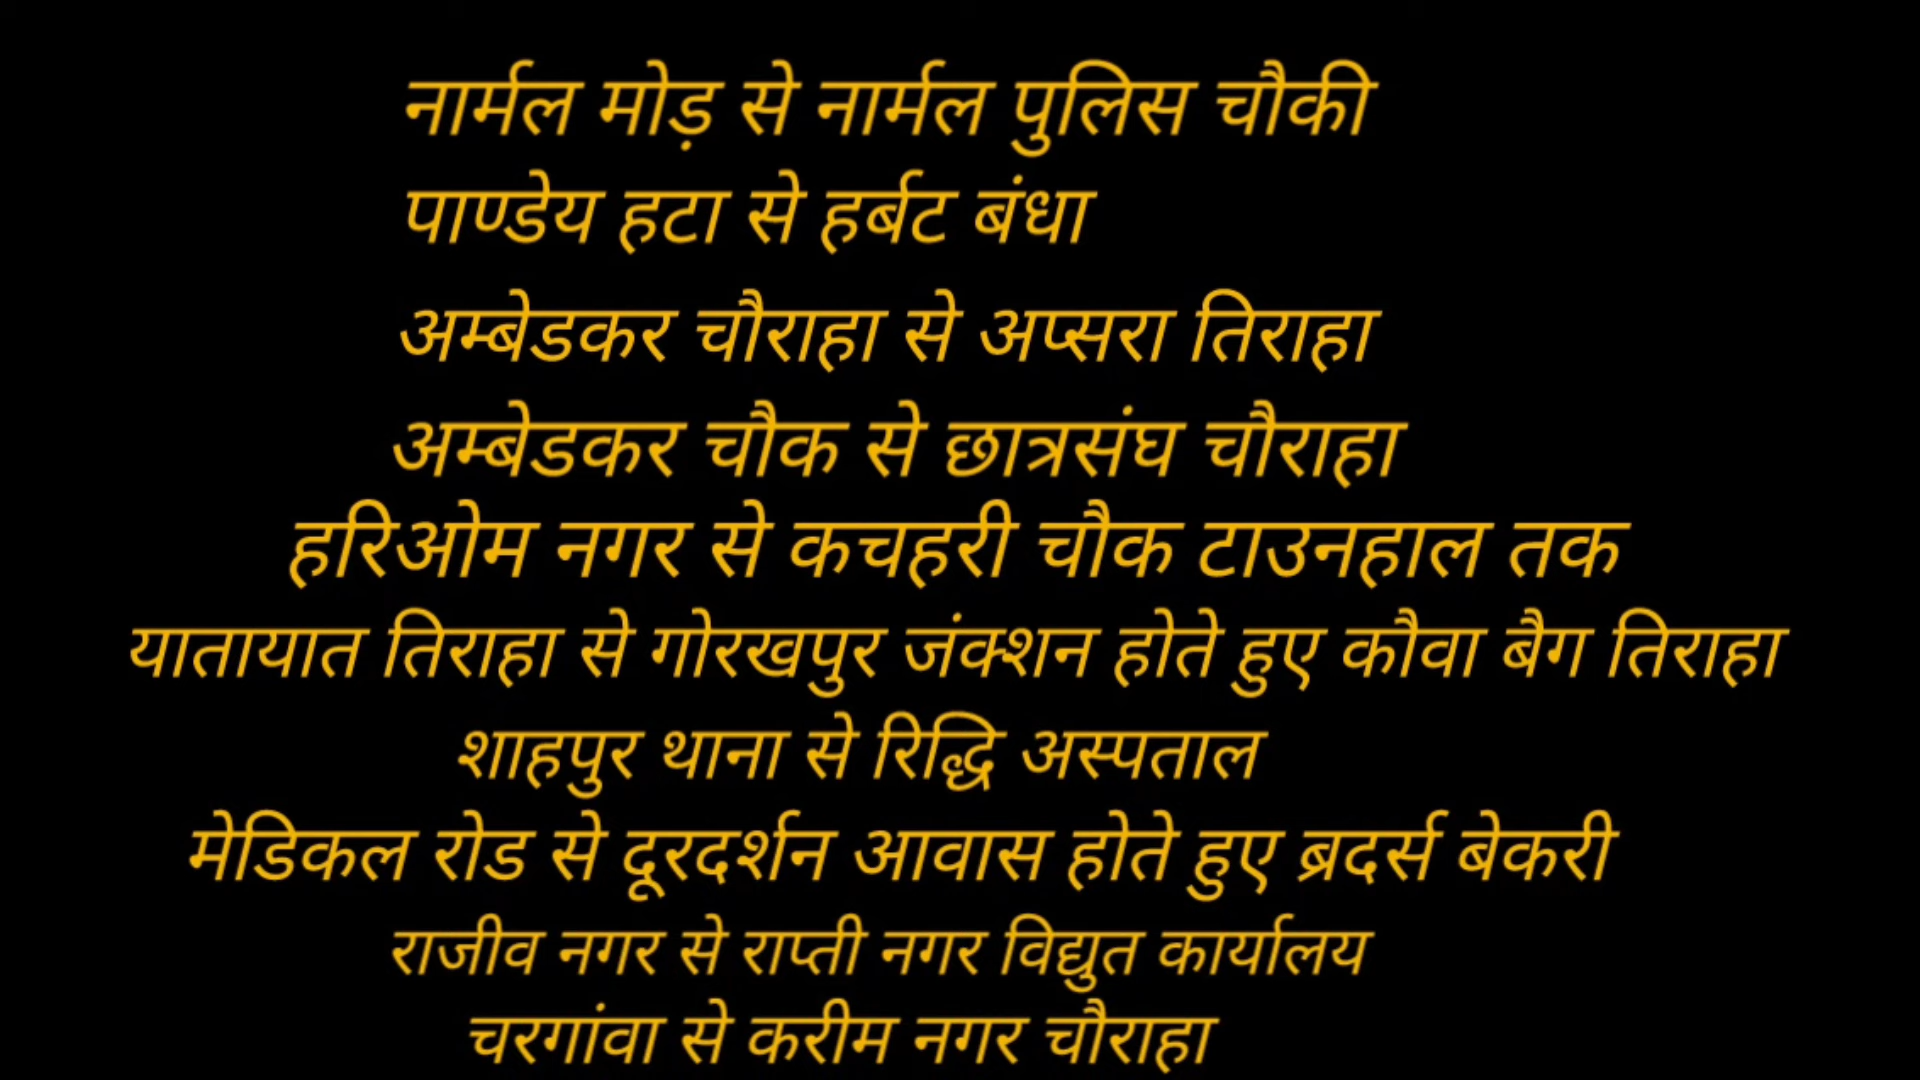 नार्मल मोड़ से नार्मल पुलिस चौकी
पाण्डेय हटा से हर्बट बंधा
अम्बेडकर चौराहा से अप्सरा तिराहा
अम्बेडकर चौक से छात्रसंघ चौराहा
हरिओम नगर से कचहरी चौक टाउनहाल तक
यातायात तिराहा से गोरखपुर जंक्शन होते हुए कौवा बैग तिराहा
शाहपुर थाना से रिद्धि अस्पताल
मेडिकल रोड से दूरदर्शन आवास होते हुए ब्रदर्स बेकरी
राजीव नगर से राप्ती नगर विद्युत कार्यालय
चरगांवा से करीम नगर चौराहा